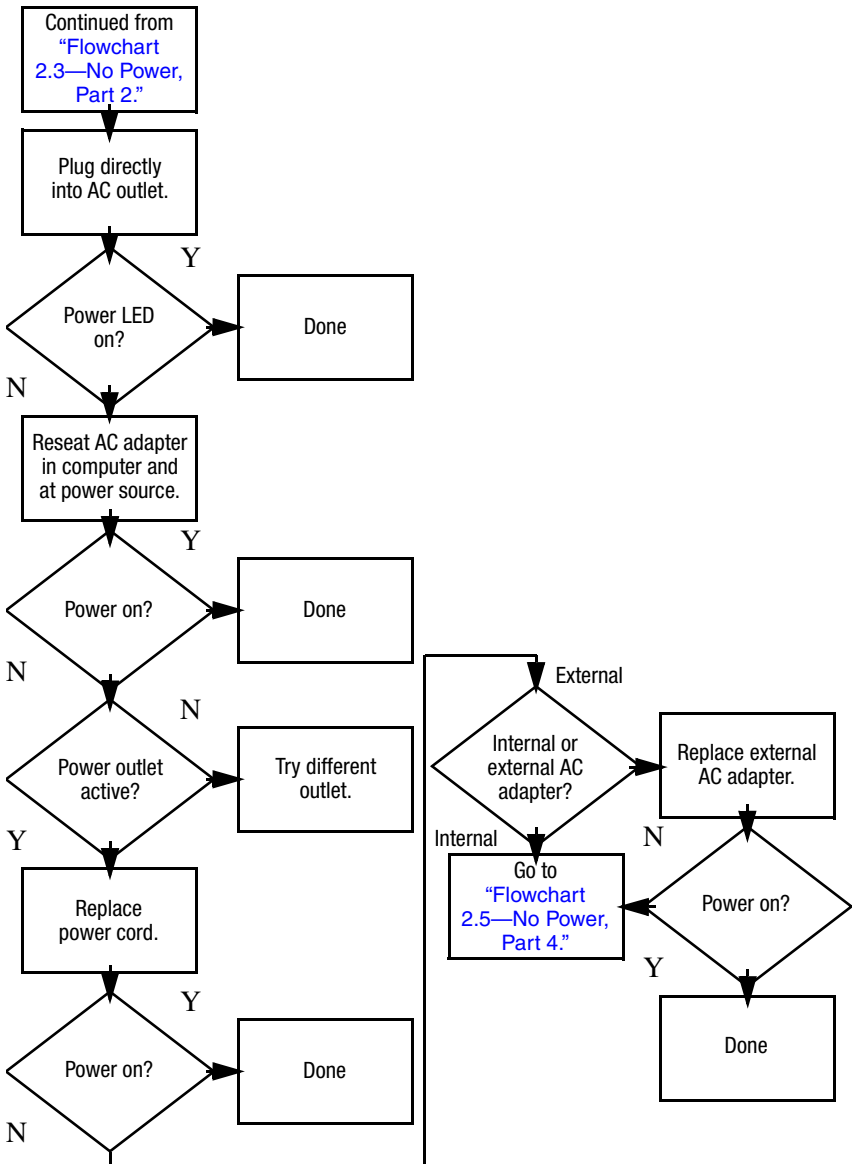 Continued from
“Flowchart
2.3—No Power,
Part 2.”
Plug directly
into AC outlet.
Y
Power LED
on?
Done
N
Reseat AC adapter
in computer and
at power source.
Y
Power on?
Done
N
N
Power outlet
active?
Try different
outlet.
Y
Replace
power cord.
Y
Power on?
Done
N
External
Internal or
external AC
adapter?
Replace external
AC adapter.
Internal
N
Go to
“Flowchart
2.5—No Power,
Part 4.”
Power on?
Y
Done